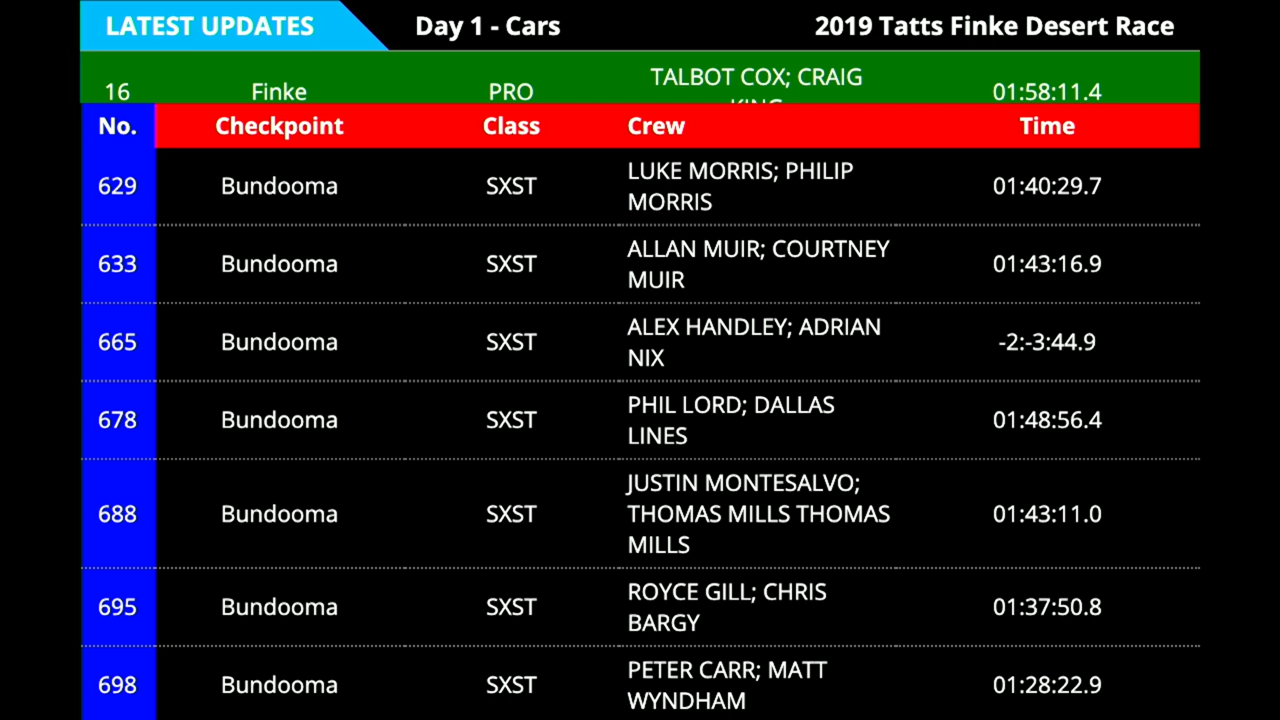 LATEST UPDATES Day 1 - Cars 2019 Tatts Finke Desert Race
16 Finke PRO TALBOT COX; CRAIG KING 01:58:11.4
No. Checkpoint Class Crew Time
629 Bundooma SXST LUKE MORRIS; PHILIP
MORRIS 01:40:29.7
633 Bundooma SXST ALLAN MUIR; COURTNEY
MUIR 01:43:16.9
665 Bundooma SXST ALEX HANDLEY; ADRIAN
NIX -2:-3:44.9
678 Bundooma SXST PHIL LORD; DALLAS
LINES 01:48:56.4
688 Bundooma SXST JUSTIN MONTESALVO;
THOMAS MILLS THOMAS
MILLS 01:43:11.0
695 Bundooma SXST ROYCE GILL; CHRIS
BARGY 01:37:50.8
698 Bundooma SXST PETER CARR; MATT
WYNDHAM 01:28:22.9